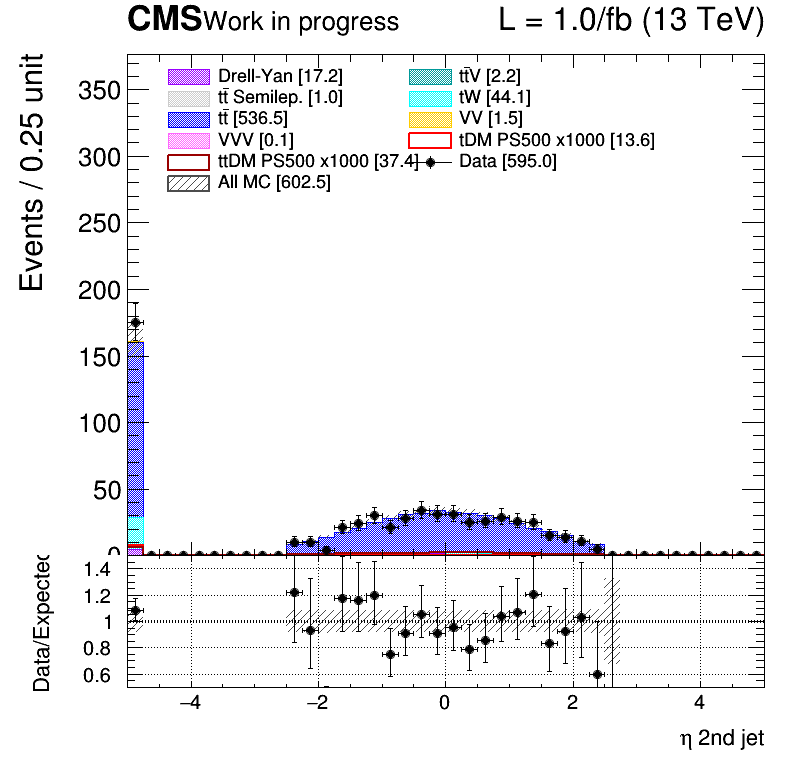 CMS Work in progress L = 1.0/fb (13 TeV)
Events / 0.25 unit
Drell-Yan [17.2] tt̄V [2.2]
tt̄ Semilep. [1.0] tW [44.1]
tt̄ [536.5] VV [1.5]
VVV [0.1] tDM PS500 x1000 [13.6]
ttDM PS500 x1000 [37.4] Data [595.0]
All MC [602.5]
350
300
250
200
150
100
50
0
Data/Expected
1.4
1.2
1
0.8
0.6
−4 −2 0 2 4
η 2nd jet